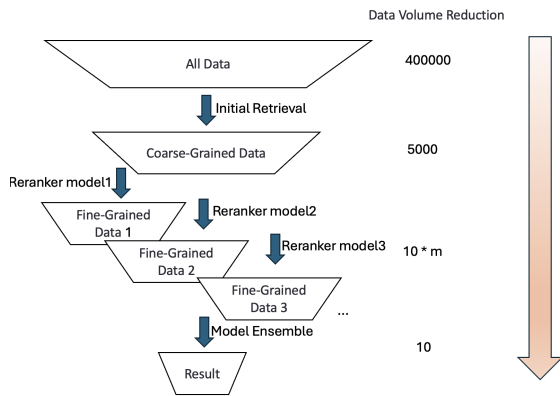 Data Volume Reduction
All Data
400000
Initial Retrieval
Coarse-Grained Data
5000
Reranker model1
Fine-Grained
Data 1
Reranker model2
Fine-Grained
Data 2
Reranker model3
10 * m
Fine-Grained
Data 3
...
Model Ensemble
10
Result